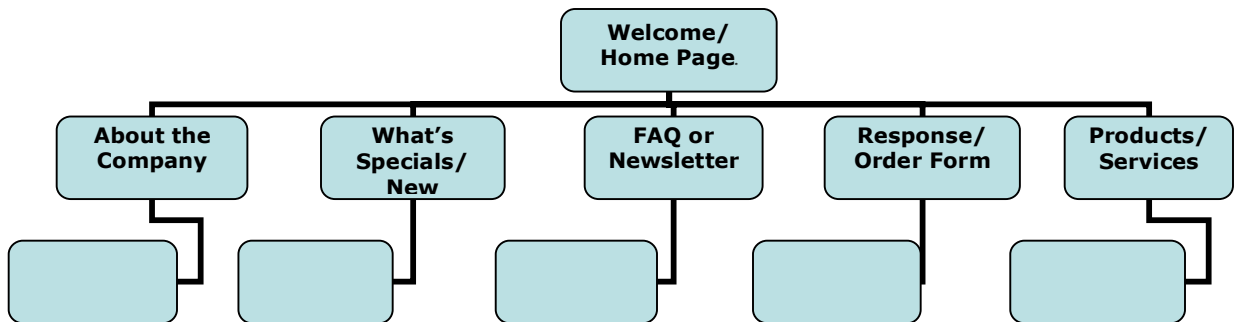 Welcome/
Home Page.
About the
Company
What's
Specials/
New
FAQ or
Newsletter
Response/
Order Form
Products/
Services